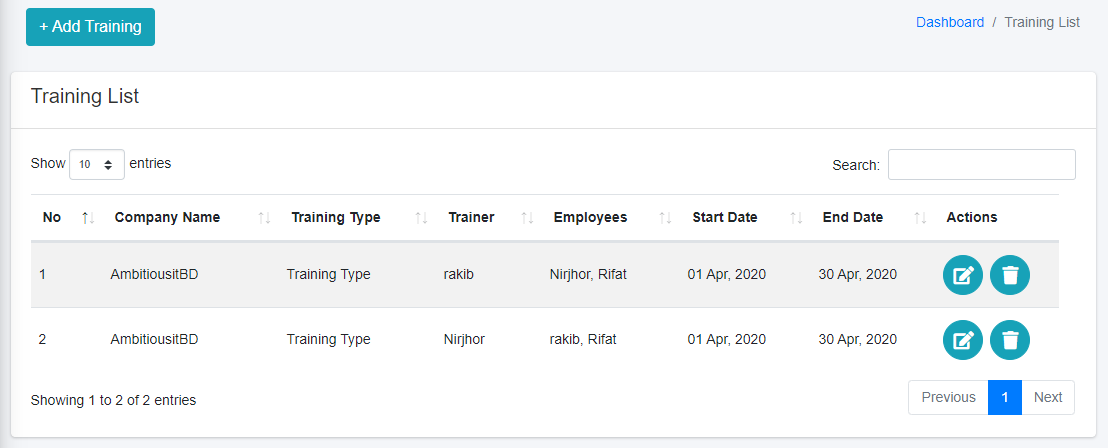 + Add Training
Dashboard / Training List
Training List
Show 10 entries
Search:
No Company Name Training Type Trainer Employees Start Date End Date Actions
1 AmbitiousitBD Training Type rakib Nirjhor, Rifat 01 Apr, 2020 30 Apr, 2020
2 AmbitiousitBD Training Type Nirjhor rakib, Rifat 01 Apr, 2020 30 Apr, 2020
Showing 1 to 2 of 2 entries
Previous 1 Next